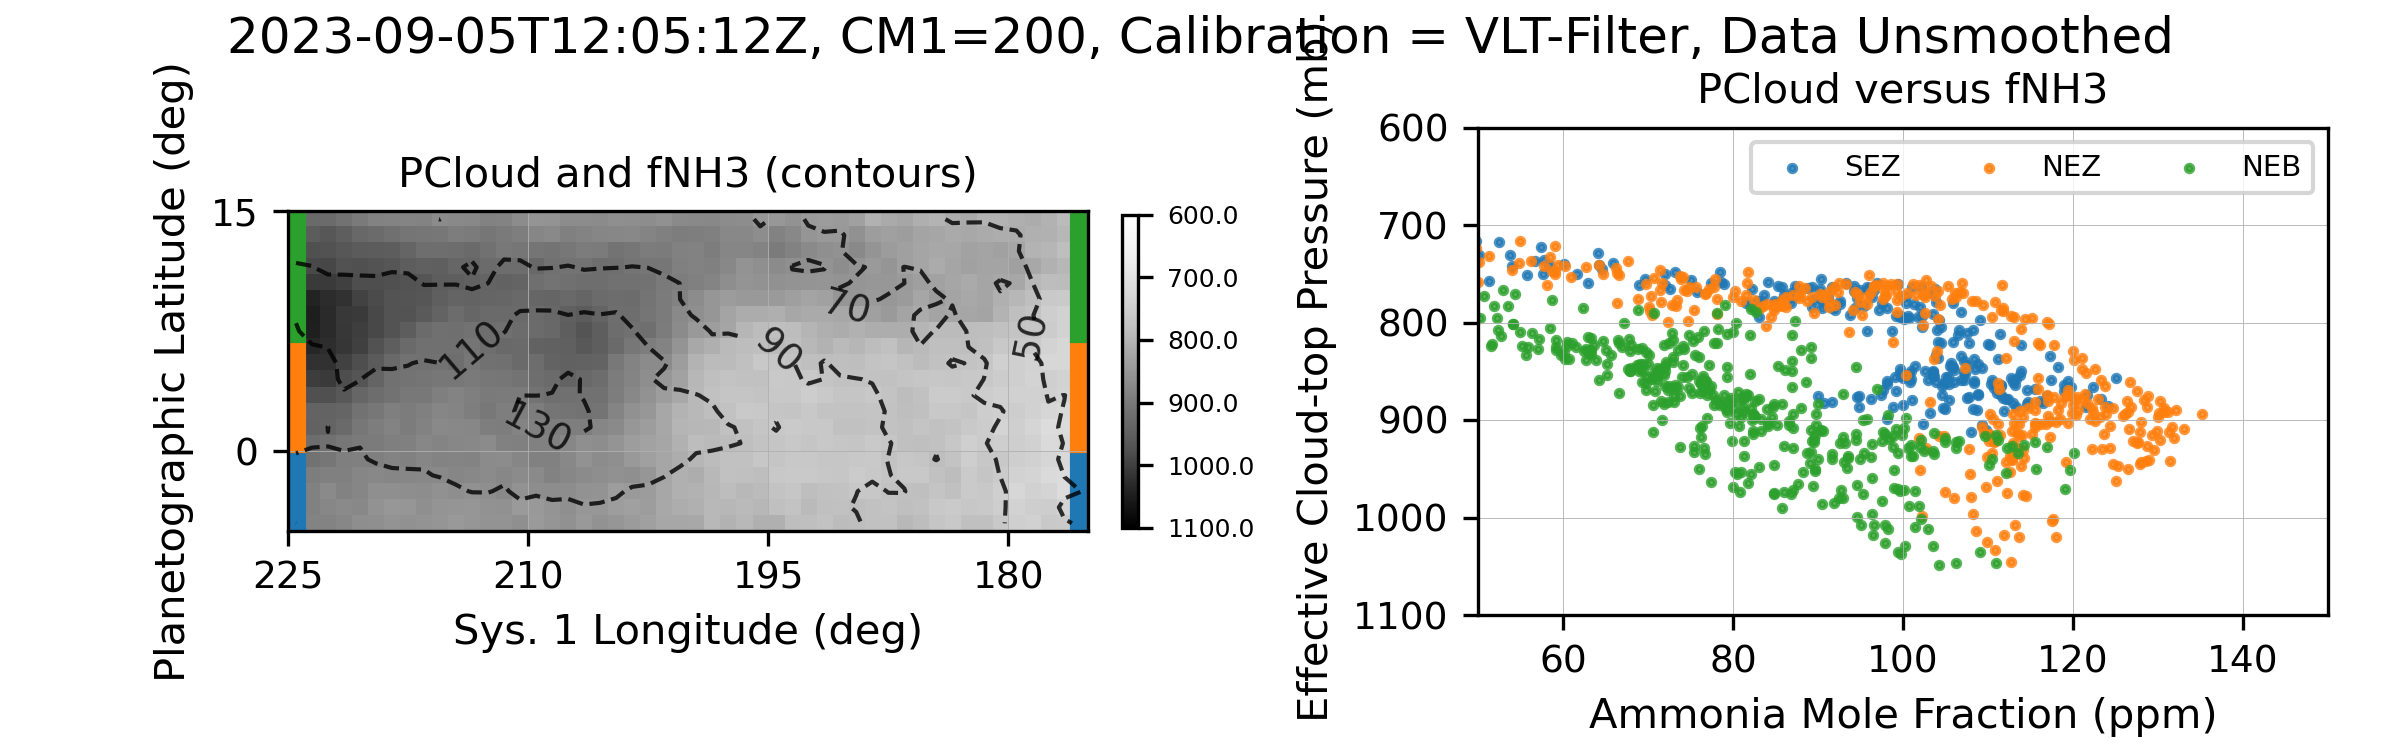 2023-09-05T12:05:12Z, CM1=200, Calibration = VLT-Filter, Data Unsmoothed
PCloud and fNH3 (contours)
Planetographic Latitude (deg)
15
0
110
130
90
70
50
225 210 195 180
Sys. 1 Longitude (deg)
600.0
700.0
800.0
900.0
1000.0
1100.0
PCloud versus fNH3
Effective Cloud-top Pressure (mb)
600
700
800
900
1000
1100
SEZ NEZ NEB
60 80 100 120 140
Ammonia Mole Fraction (ppm)